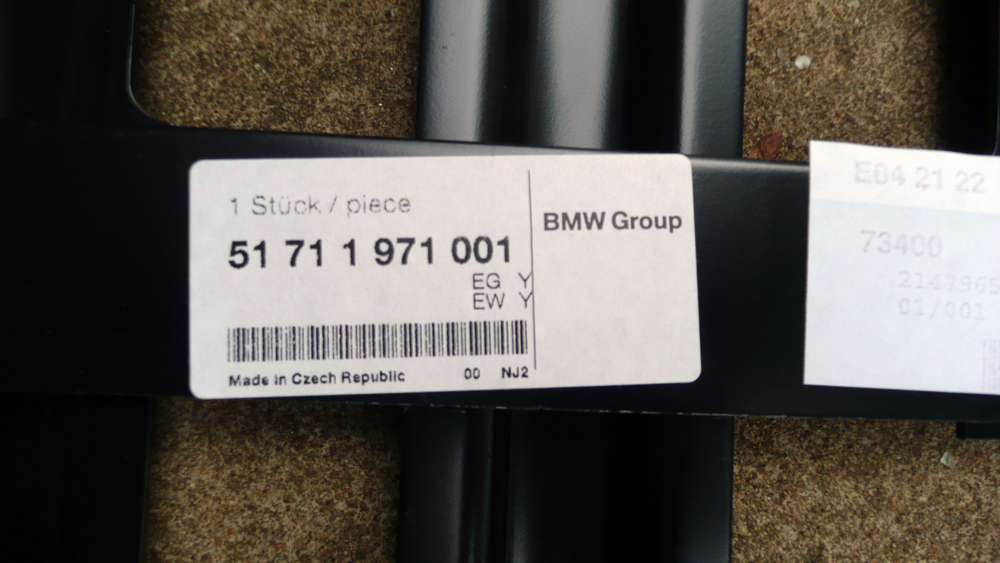 1 Stück / piece
51 71 1 971 001
EG Y
EW Y
Made in Czech Republic 00 NJ2
BMW Group
E04 21 22
73400
2147965
C1/001